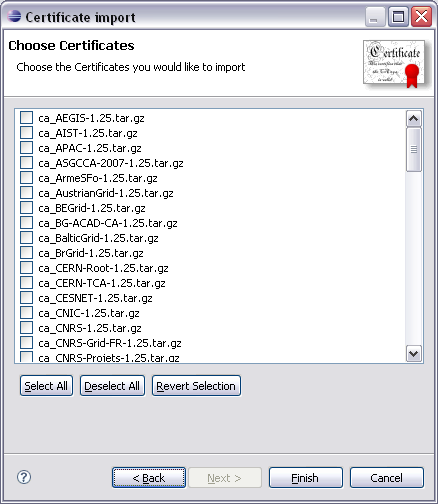 Certificate import
Choose Certificates
Choose the Certificates you would like to import
Certificate
ca_AEGIS-1.25.tar.gz
ca_AIST-1.25.tar.gz
ca_APAC-1.25.tar.gz
ca_ASGCCA-2007-1.25.tar.gz
ca_ArmeSFo-1.25.tar.gz
ca_AustrianGrid-1.25.tar.gz
ca_BEGrid-1.25.tar.gz
ca_BG-ACAD-CA-1.25.tar.gz
ca_BalticGrid-1.25.tar.gz
ca_BrGrid-1.25.tar.gz
ca_CERN-Root-1.25.tar.gz
ca_CERN-TCA-1.25.tar.gz
ca_CESNET-1.25.tar.gz
ca_CNIC-1.25.tar.gz
ca_CNRS-1.25.tar.gz
ca_CNRS-Grid-FR-1.25.tar.gz
ca_CNRS-Projets-1.25.tar.gz
Select All Deselect All Revert Selection
? < Back Next > Finish Cancel